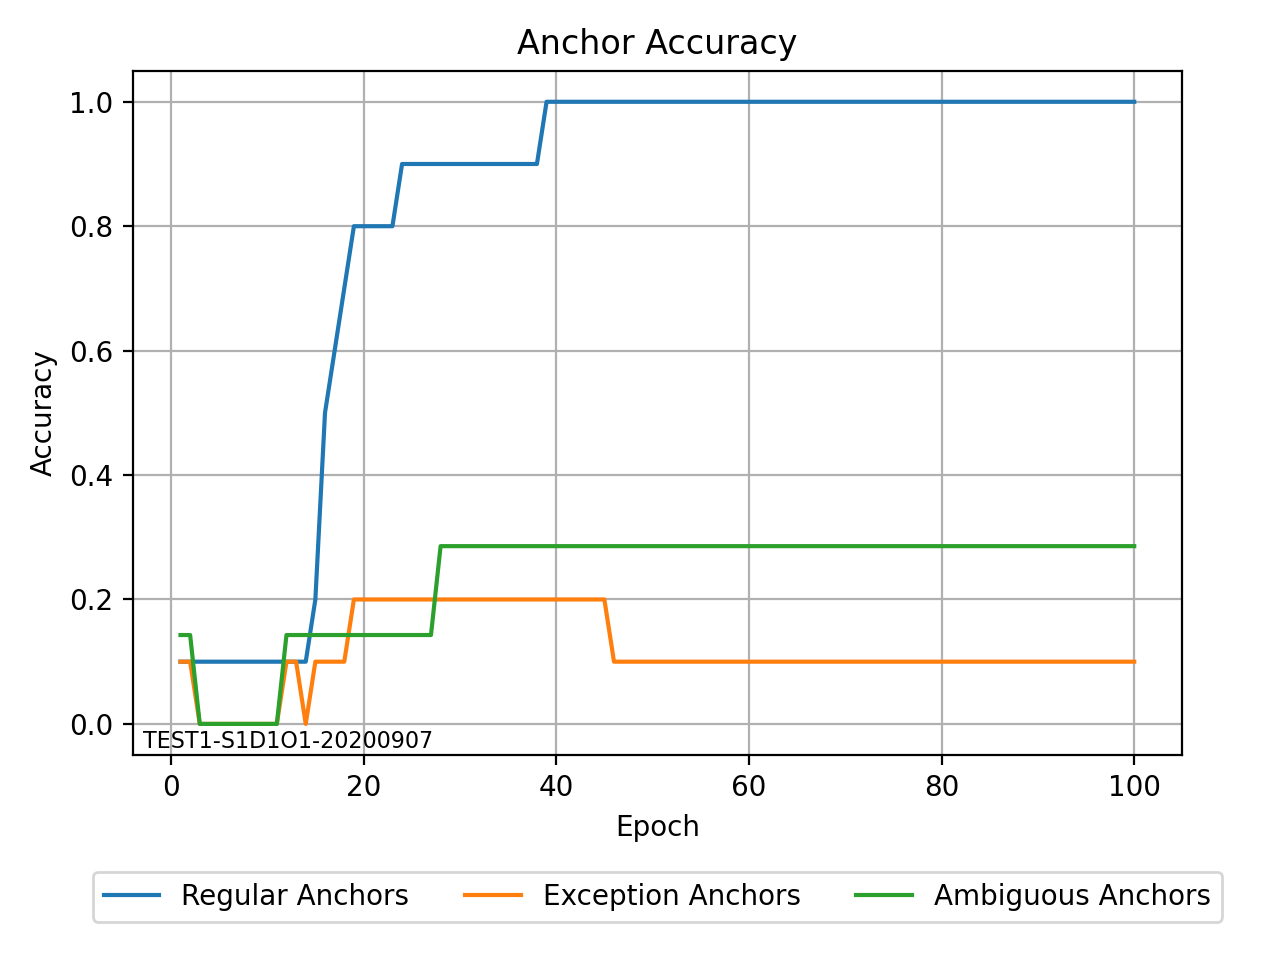 Anchor Accuracy
1.0
0.8
0.6
0.4
0.2
0.0
Accuracy
TEST1-S1D1O1-20200907
0 20 40 60 80 100
Epoch
Regular Anchors Exception Anchors Ambiguous Anchors